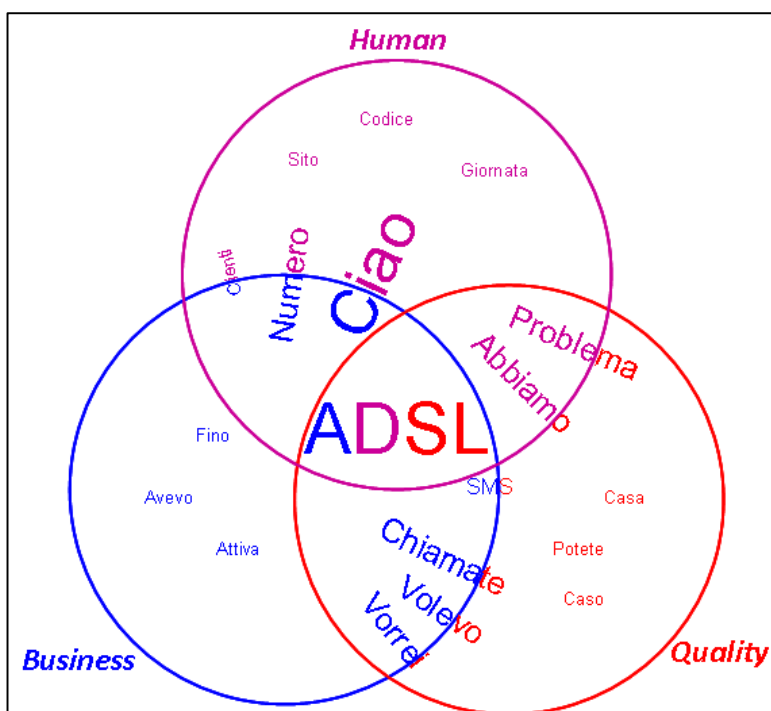 Human
Codice
Sito
Giornata
Clienti
Numero
Ciao
Problema
Abbiamo
ADSL
Fino
SMS
Avevo
Casa
Attiva
Chiamate
Potete
Volevo
Caso
Vorrei
Business
Quality